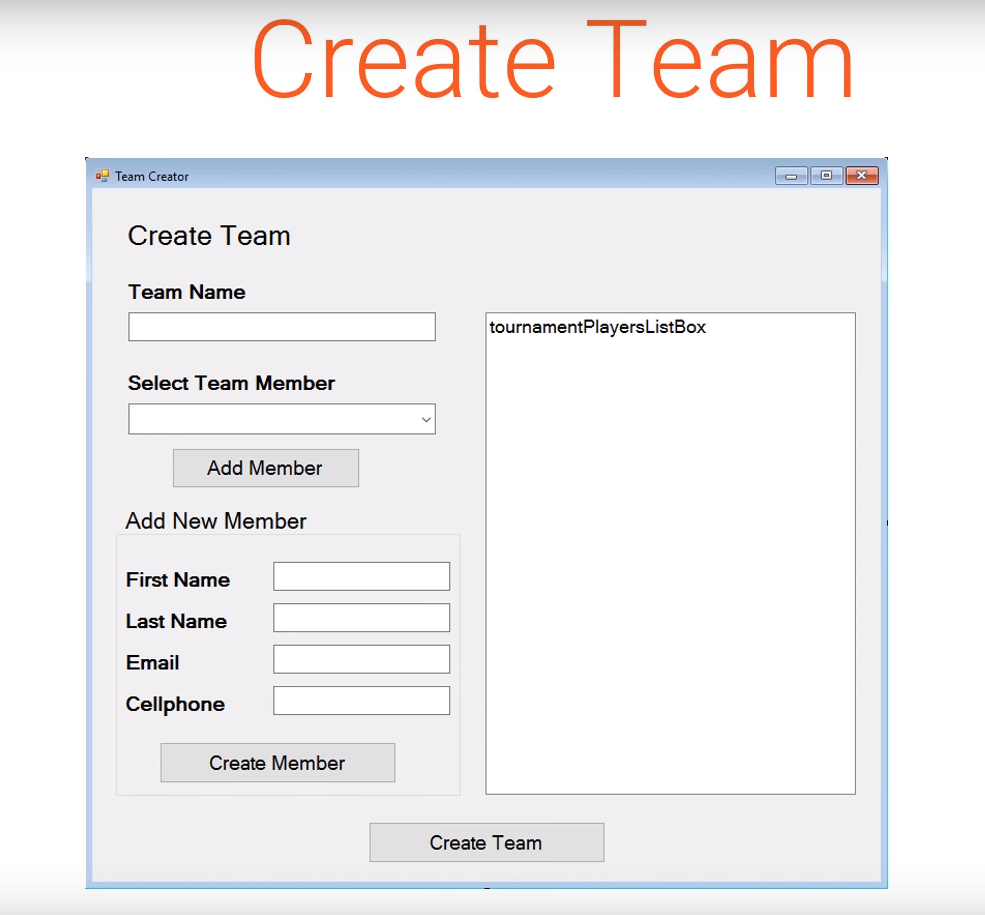 Create Team
Team Creator
Create Team
Team Name
tournamentPlayersListBox
Select Team Member
Add Member
Add New Member
First Name
Last Name
Email
Cellphone
Create Member
Create Team